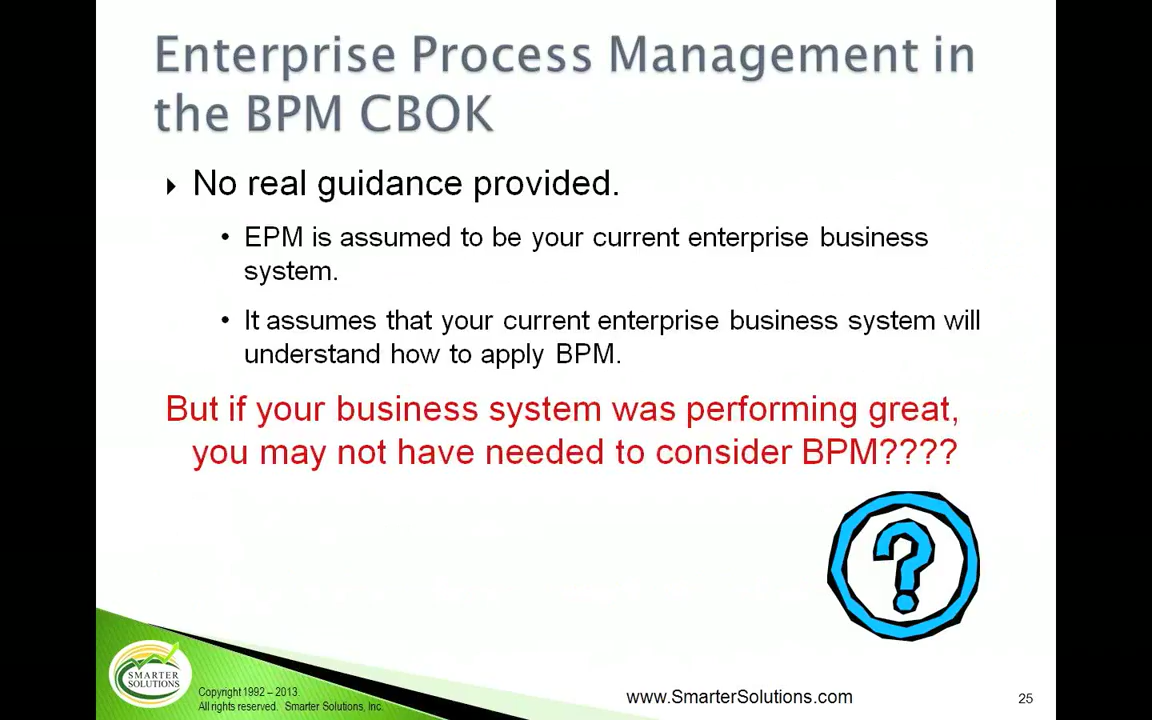 Enterprise Process Management in
the BPM CBOK
No real guidance provided.
• EPM is assumed to be your current enterprise business
system.
• It assumes that your current enterprise business system will
understand how to apply BPM.
But if your business system was performing great,
you may not have needed to consider BPM????
?
SMARTER
SOLUTIONS
Copyright 1992 – 2013
All rights reserved. Smarter Solutions, Inc.
www.SmarterSolutions.com
25